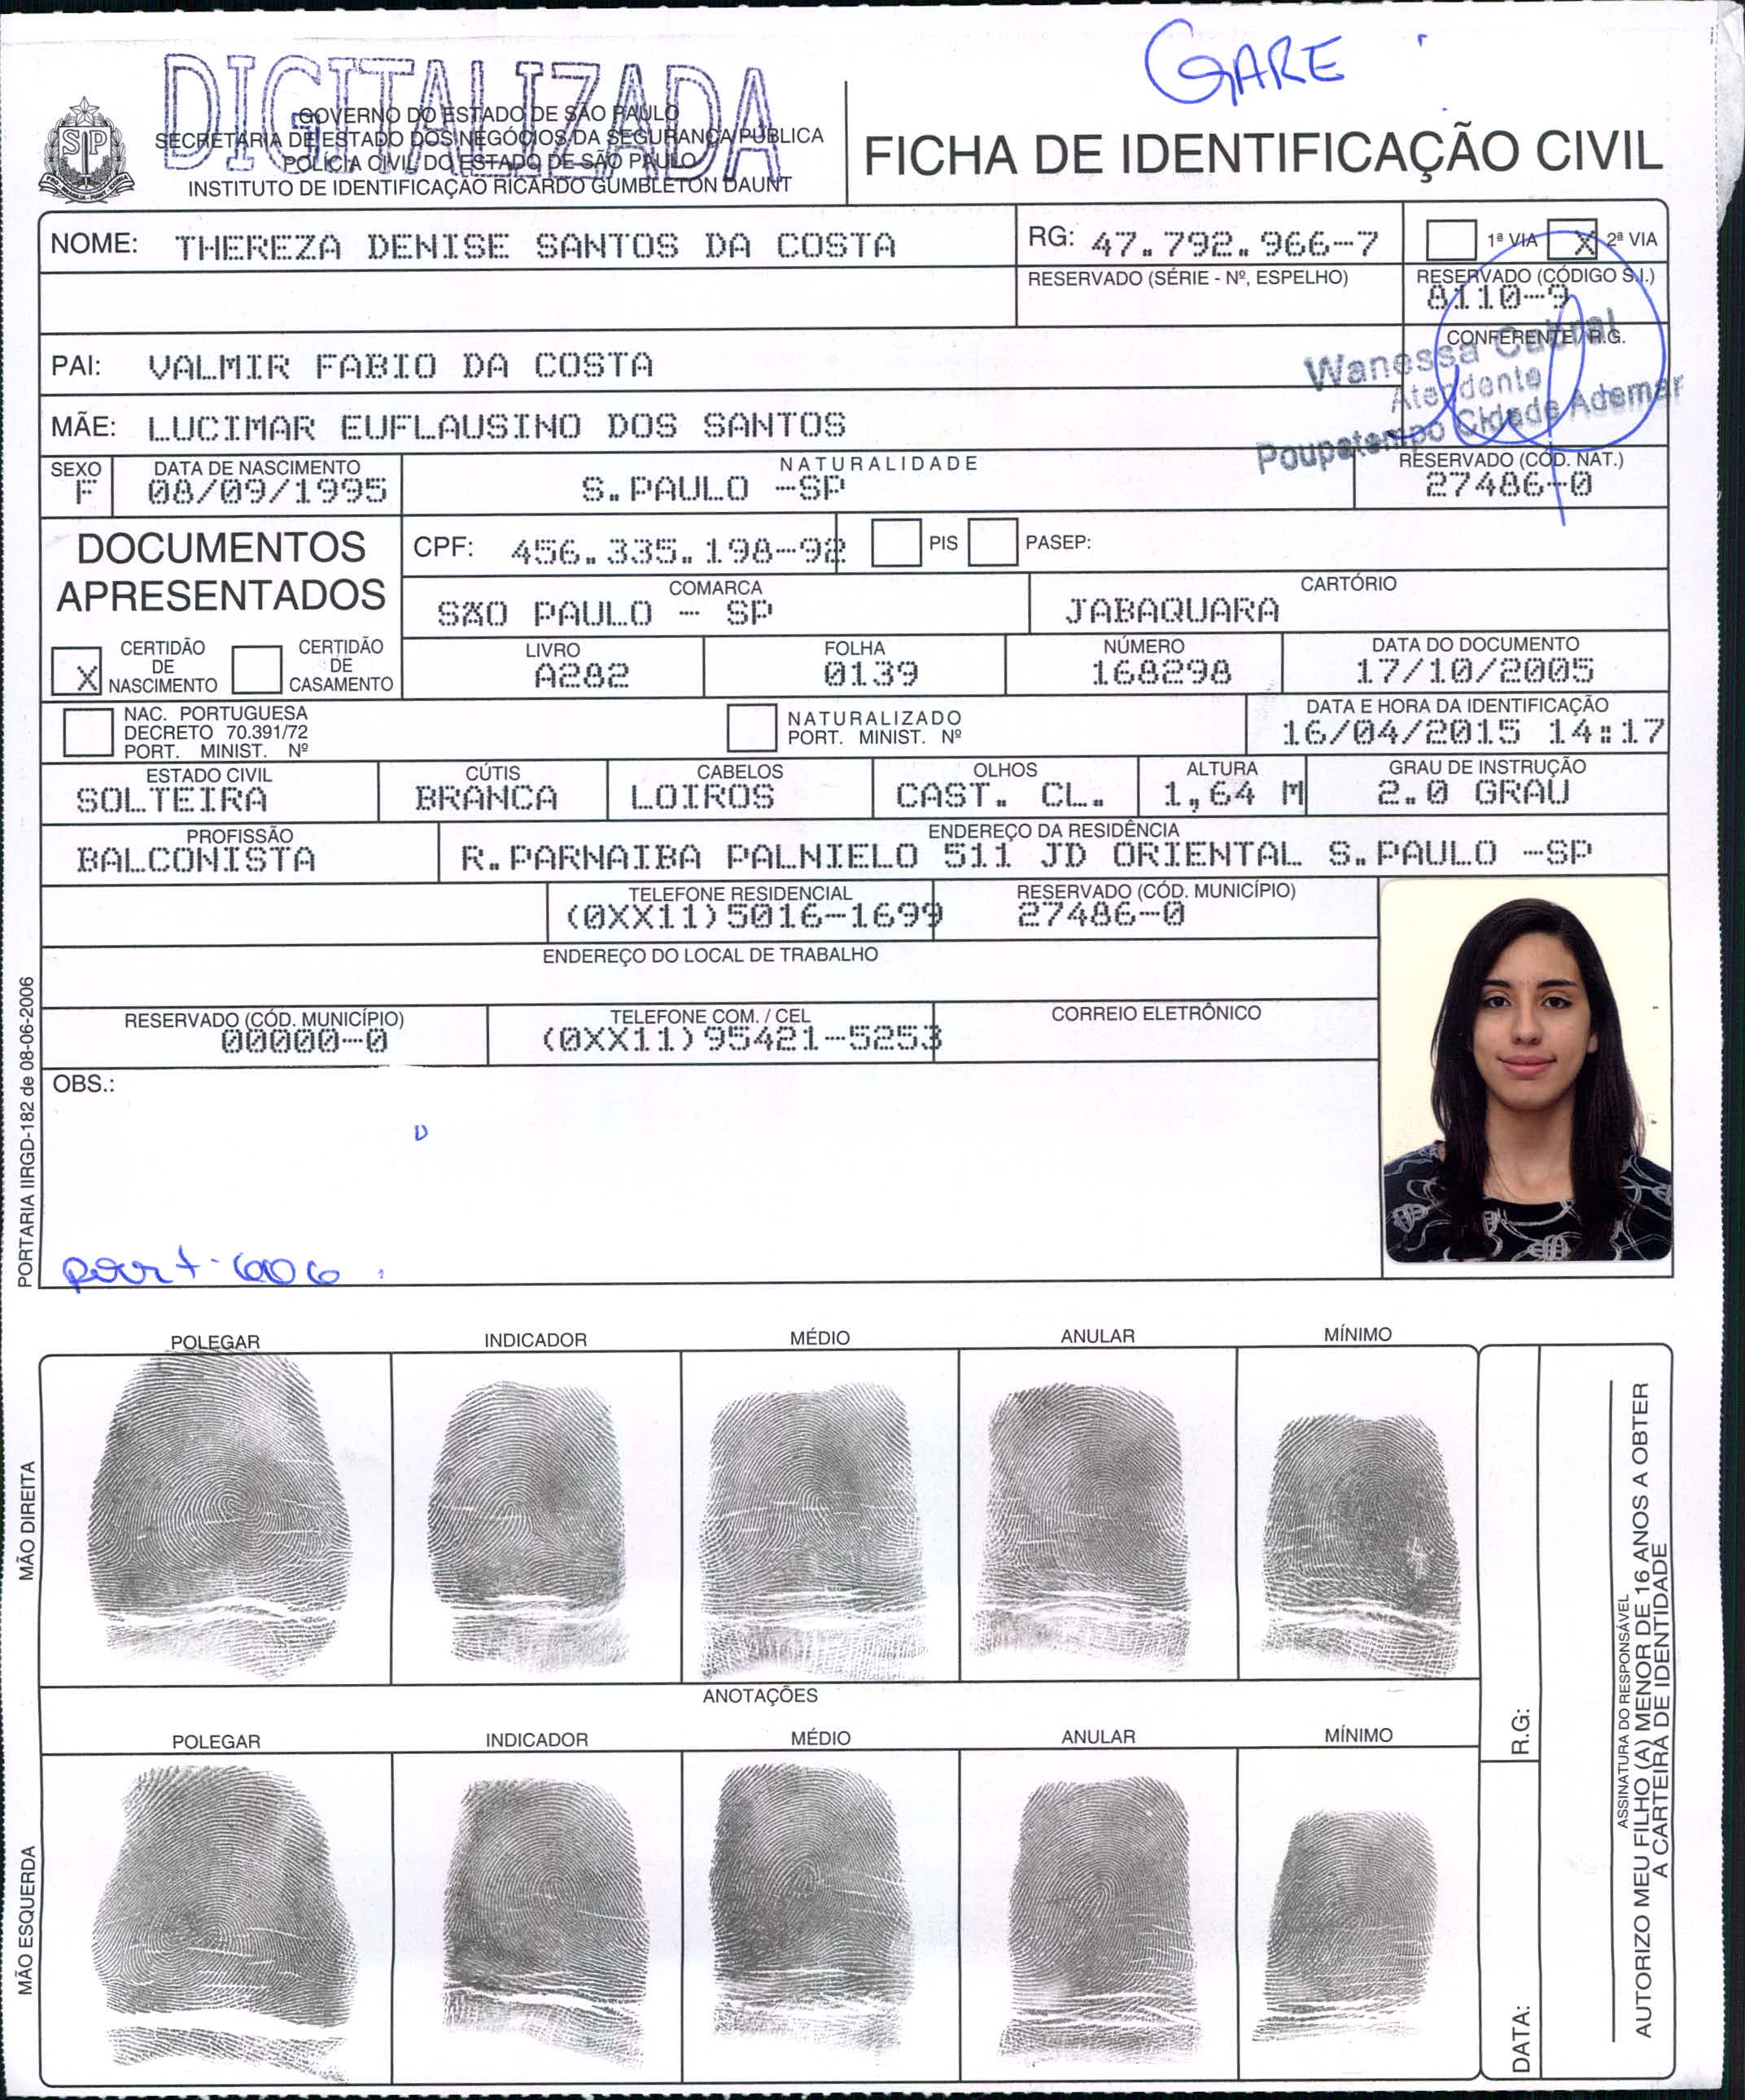 GARE
DIGITALIZADA
GOVERNO DO ESTADO DE SÃO PAULO
SECRETARIA DE ESTADO DOS NEGÓCIOS DA SEGURANÇA PÚBLICA
POLÍCIA CIVIL DO ESTADO DE SÃO PAULO
INSTITUTO DE IDENTIFICAÇÃO RICARDO GUMBLETON DAUNT
SP
FICHA DE IDENTIFICAÇÃO CIVIL
NOME: THEREZA DENISE SANTOS DA COSTA
RG: 47.792.966-7
1ª VIA X 2ª VIA
RESERVADO (SÉRIE - Nº, ESPELHO)
RESERVADO (CÓDIGO S.I.)
8110-9
CONFERENTE/R.G.
Wanessa Cabral
Atendente
Poupatempo Cidade Ademar
PAI: VALMIR FABIO DA COSTA
MÃE: LUCIMAR EUFLAUSINO DOS SANTOS
SEXO
F
DATA DE NASCIMENTO
08/09/1995
NATURALIDADE
S.PAULO -SP
RESERVADO (CÓD. NAT.)
27486-0
DOCUMENTOS
APRESENTADOS
CPF: 456.335.198-92
PIS
PASEP:
COMARCA
SÃO PAULO - SP
CARTÓRIO
JABAQUARA
X CERTIDÃO DE NASCIMENTO
CERTIDÃO DE CASAMENTO
LIVRO
A282
FOLHA
0139
NÚMERO
168298
DATA DO DOCUMENTO
17/10/2005
NAC. PORTUGUESA
DECRETO 70.391/72
PORT. MINIST. Nº
NATURALIZADO
PORT. MINIST. Nº
DATA E HORA DA IDENTIFICAÇÃO
16/04/2015 14:17
ESTADO CIVIL
SOLTEIRA
CÚTIS
BRANCA
CABELOS
LOIROS
OLHOS
CAST. CL.
ALTURA
1,64 M
GRAU DE INSTRUÇÃO
2.0 GRAU
PROFISSÃO
BALCONISTA
ENDEREÇO DA RESIDÊNCIA
R.PARNAIBA PALNIELO 511 JD ORIENTAL S.PAULO -SP
TELEFONE RESIDENCIAL
(0XX11)5016-1699
RESERVADO (CÓD. MUNICÍPIO)
27486-0
ENDEREÇO DO LOCAL DE TRABALHO
RESERVADO (CÓD. MUNICÍPIO)
00000-0
TELEFONE COM. / CEL
(0XX11)95421-5253
CORREIO ELETRÔNICO
OBS.:
PORTARIA IIRGD-182 de 08-06-2006
MÃO DIREITA
POLEGAR INDICADOR MÉDIO ANULAR MÍNIMO
ANOTAÇÕES
MÃO ESQUERDA
POLEGAR INDICADOR MÉDIO ANULAR MÍNIMO
R.G:
DATA:
ASSINATURA DO RESPONSÁVEL
AUTORIZO MEU FILHO (A) MENOR DE 16 ANOS A OBTER
A CARTEIRA DE IDENTIDADE